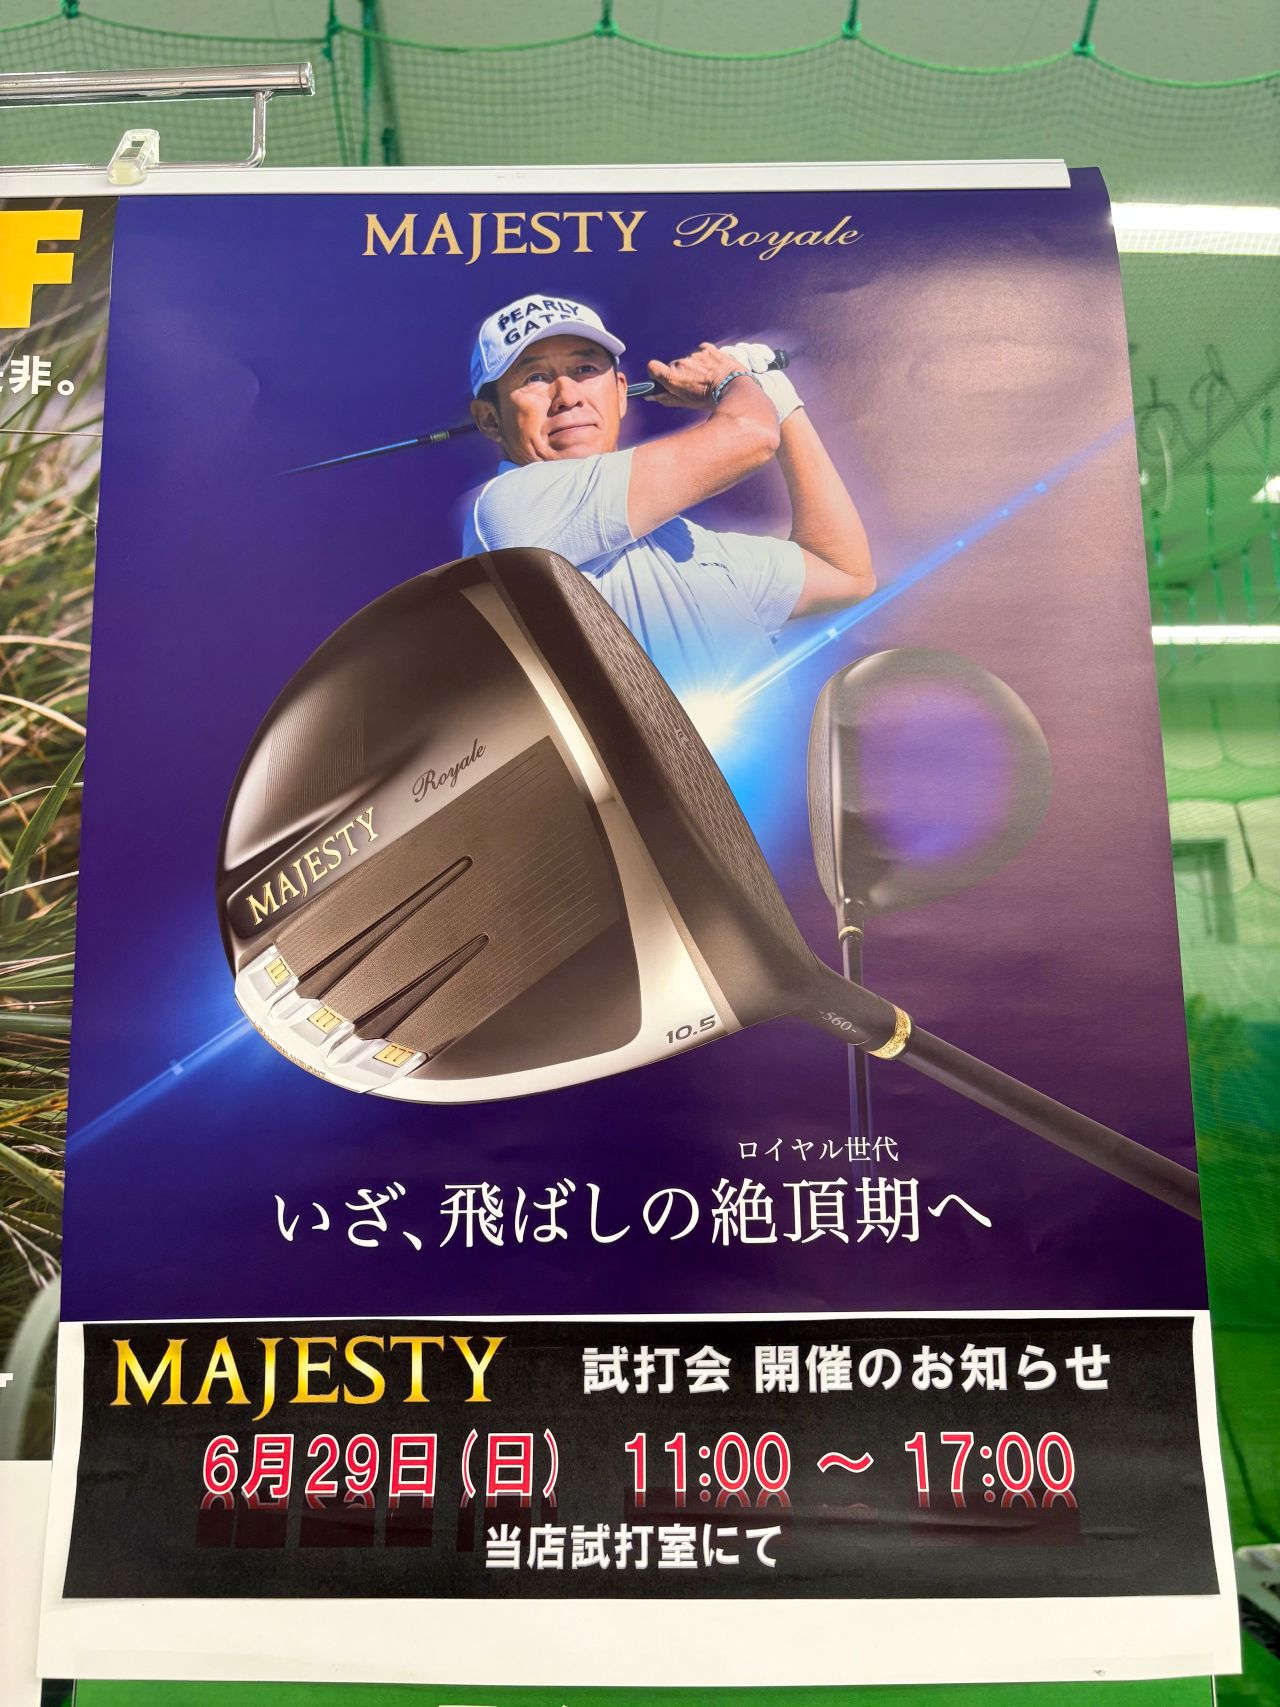 MAJESTY Royale
PEARLY
GATES
F
非。
Royale
MAJESTY
10.5
-560-
ロイヤル世代
いざ、飛ばしの絶頂期へ
MAJESTY 試打会 開催のお知らせ
6月29日(日) 11:00 〜 17:00
当店試打室にて